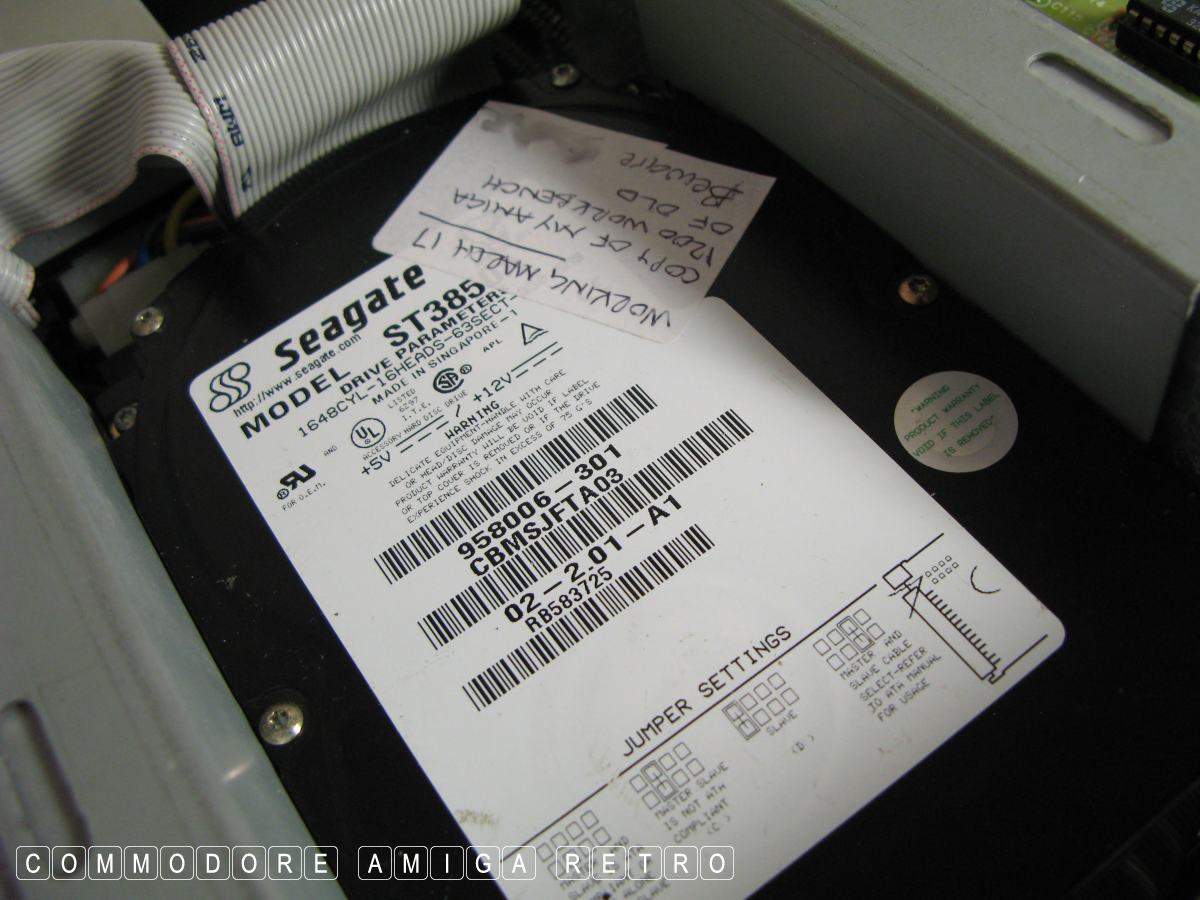 WORKING MARCH 17
COPY OF MY AMIGA
1200 WORKBENCH
OF OLD
Beware
Seagate
http://www.seagate.com
MODEL ST385
DRIVE PARAMETERS
1648CYL-16HEADS-63SECT-
MADE IN SINGAPORE-1
AND
LISTED
6297
I.T.E.
ACCESSORY HARD DISC DRIVE
APL
UL
FOR O.E.M.
+5V / +12V
WARNING
DELICATE EQUIPMENT-HANDLE WITH CARE
OR HEAD/DISC DAMAGE MAY OCCUR
PRODUCT WARRANTY WILL BE VOID IF LABEL
OR TOP COVER IS REMOVED OR IF THE DRIVE
EXPERIENCE SHOCK IN EXCESS OF 75 G'S
958006-301
CBMSJFTA03
02-2.01-A1
RB583725
"WARNING
PRODUCT WARRANTY
VOID IF THIS LABEL
IS REMOVED"
JUMPER SETTINGS
MASTER AND
SLAVE CABLE
SELECT-REFER
TO ATA MANUAL
FOR USAGE
SLAVE
(D)
MASTER SLAVE
IS NOT ATA
COMPLIANT
(C)
COMMODORE AMIGA RETRO